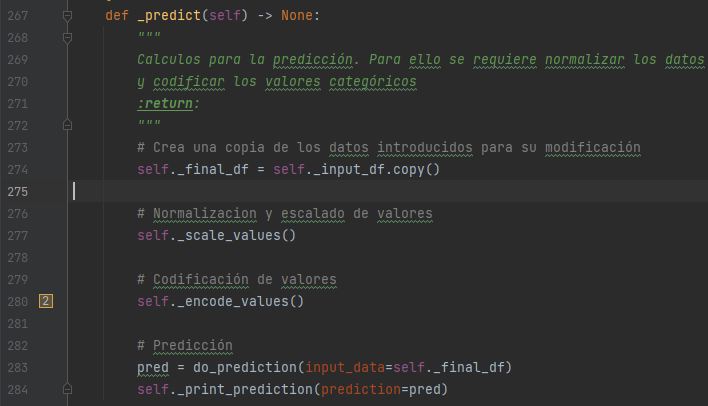 267 def _predict(self) -> None:
268 """
269 Calculos para la predicción. Para ello se requiere normalizar los datos
270 y codificar los valores categóricos
271 :return:
272 """
273 # Crea una copia de los datos introducidos para su modificación
274 self._final_df = self._input_df.copy()
275
276 # Normalizacion y escalado de valores
277 self._scale_values()
278
279 # Codificación de valores
280 2 self._encode_values()
281
282 # Predicción
283 pred = do_prediction(input_data=self._final_df)
284 self._print_prediction(prediction=pred)